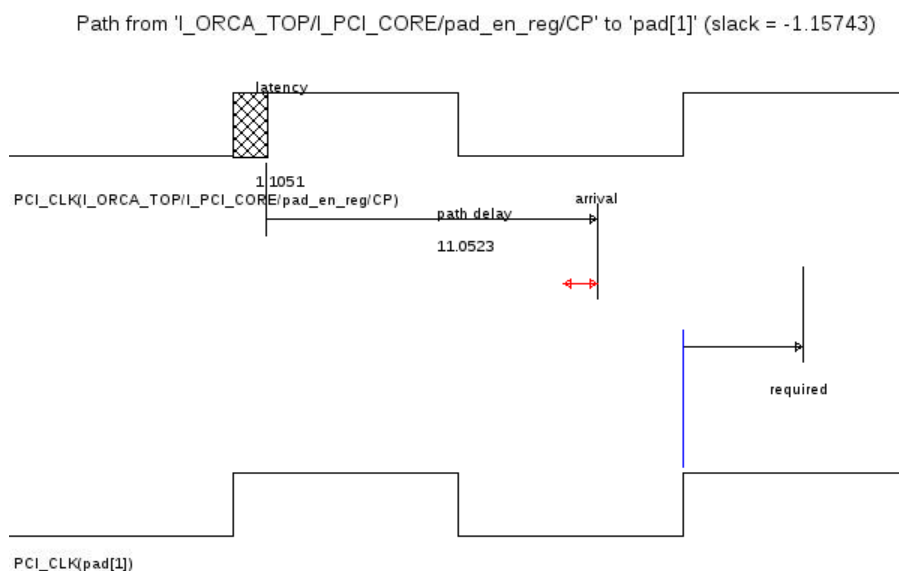 Path from 'I_ORCA_TOP/I_PCI_CORE/pad_en_reg/CP' to 'pad[1]' (slack = -1.15743)
latency
1.1051
PCI_CLK(I_ORCA_TOP/I_PCI_CORE/pad_en_reg/CP)
path delay
arrival
11.0523
required
PCI_CLK(pad[1])